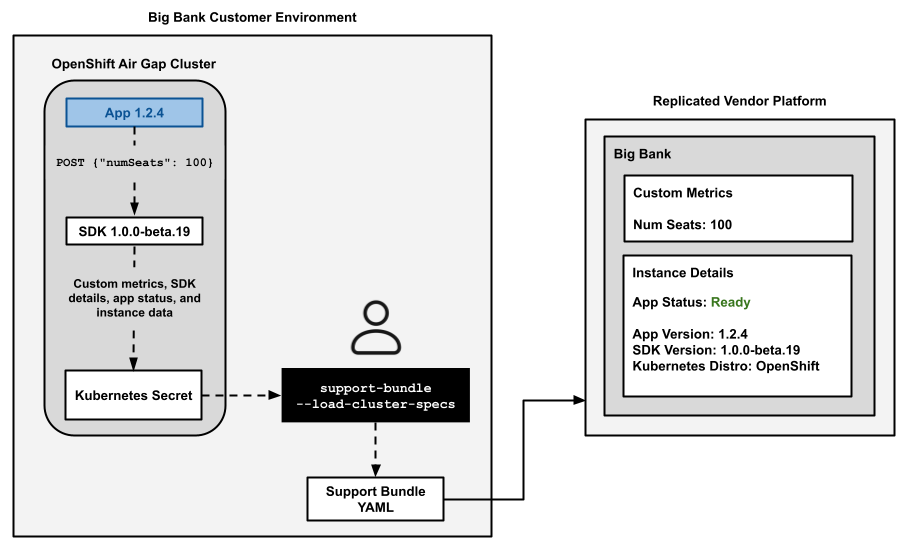 Big Bank Customer Environment
OpenShift Air Gap Cluster
App 1.2.4
POST {"numSeats": 100}
SDK 1.0.0-beta.19
Custom metrics, SDK
details, app status, and
instance data
Kubernetes Secret
support-bundle
--load-cluster-specs
Support Bundle
YAML
Replicated Vendor Platform
Big Bank
Custom Metrics
Num Seats: 100
Instance Details
App Status: Ready
App Version: 1.2.4
SDK Version: 1.0.0-beta.19
Kubernetes Distro: OpenShift